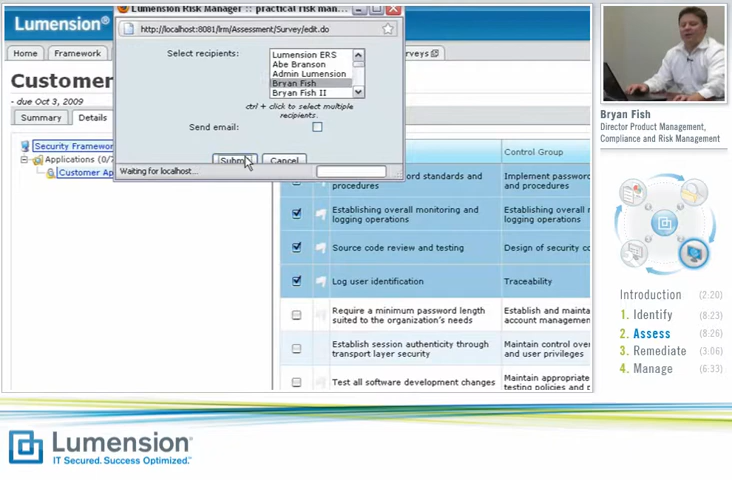 Lumension Risk Manager :: practical risk man...
Lumension®
http://localhost:8081/lrm/Assessment/Survey/edit.do
Home
Framework
rveys
Select recipients:
Lumension ERS
Abe Branson
Admin Lumension
Bryan Fish
Bryan Fish II
ctrl + click to select multiple
recipients.
Send email:
Submit
Cancel
Waiting for localhost...
Custome
- due Oct 3, 2009
Summary
Details
Security Framewor
Applications (0/7
Customer Ap
Control Group
ord standards and
procedures
Implement passwor
and procedures
Establishing overall monitoring and
logging operations
Establishing overal
logging operations
Source code review and testing
Design of security co
Log user identification
Traceability
Require a minimum password length
suited to the organization's needs
Establish and mainta
account managemen
Establish session authenticity through
transport layer security
Maintain control over
and user privileges
Test all software development changes
Maintain appropriate
testing policies and
Bryan Fish
Director Product Management,
Compliance and Risk Management
Introduction (2:20)
1. Identify (8:23)
2. Assess (8:26)
3. Remediate (3:06)
4. Manage (6:33)
Lumension®
IT Secured. Success Optimized.™